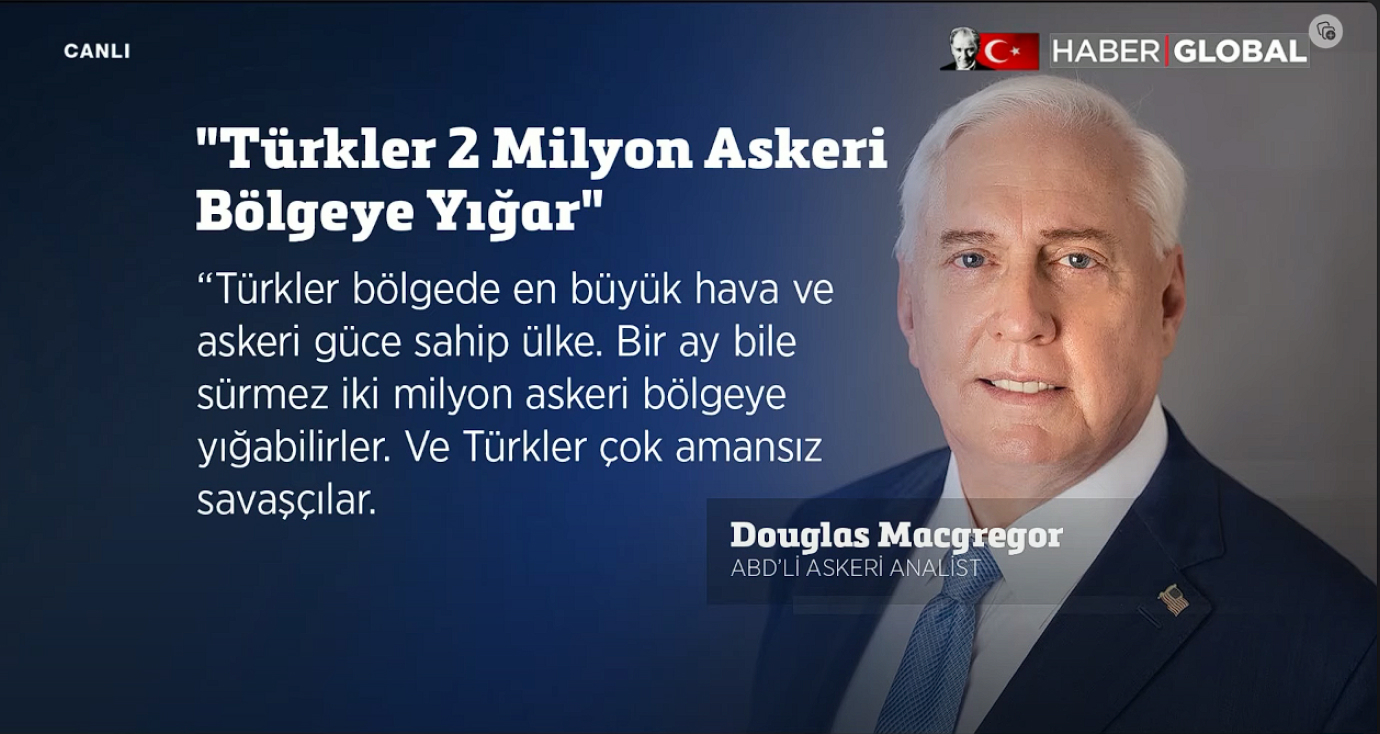 CANLI
HABER GLOBAL
"Türkler 2 Milyon Askeri
Bölgeye Yığar"
“Türkler bölgede en büyük hava ve
askeri güce sahip ülke. Bir ay bile
sürmez iki milyon askeri bölgeye
yığabilirler. Ve Türkler çok amansız
savaşçılar.
Douglas Macgregor
ABD'Lİ ASKERİ ANALİST